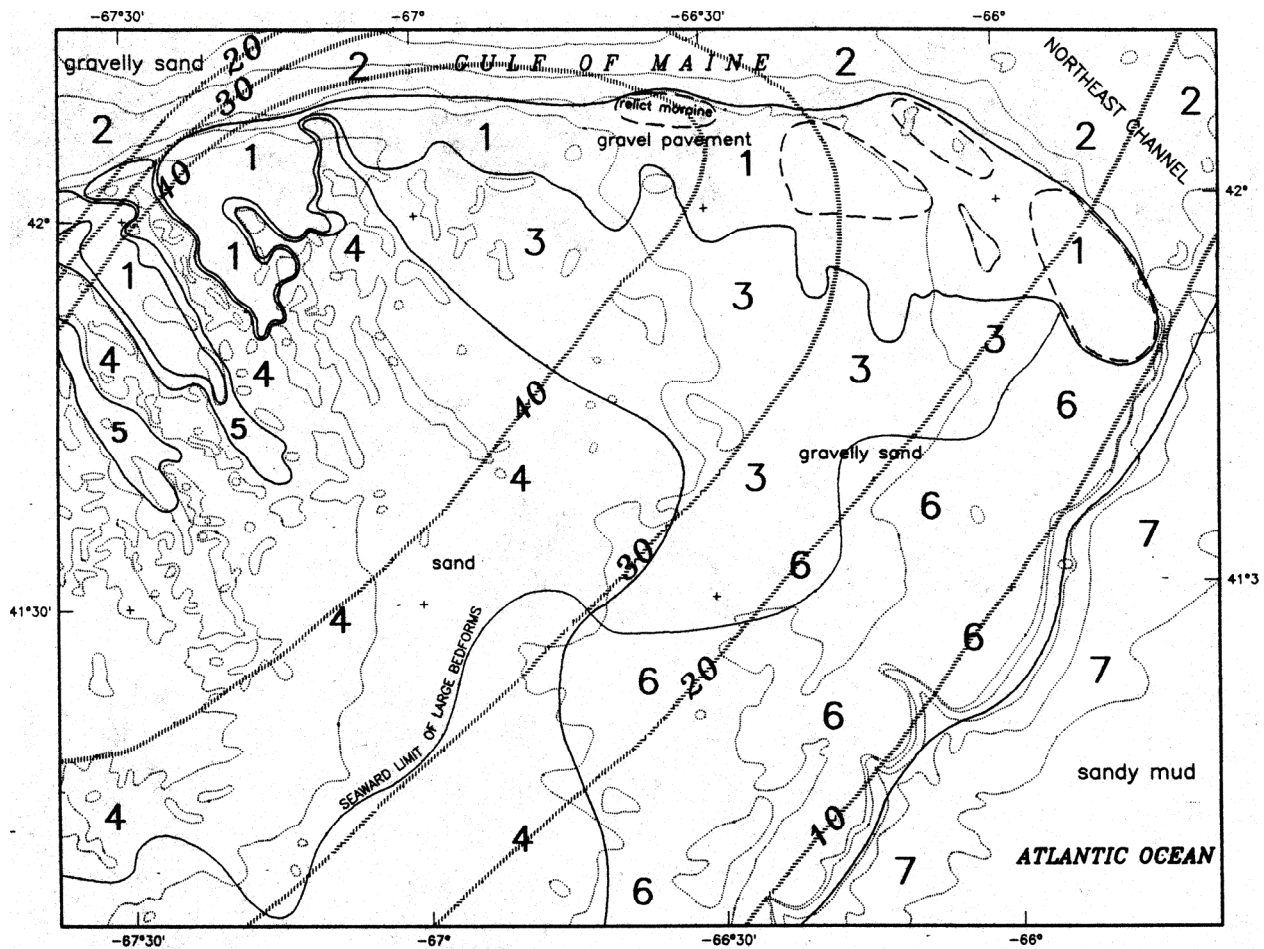 -67°30' -67° -66°30' -66°
gravelly sand 20 2 GULF OF MAINE 2
30
NORTHEAST CHANNEL
2 2 2
relict moraine
1 1 gravel pavement 1
40
42° 42°
1 4 3 1
1 3
4 4 3 3
40
5 5 6
4 3 gravelly sand
6 7
sand 30 6
41°30' 41°3
4 6
SEAWARD LIMIT OF LARGE BEDFORMS
6 20 7
6
sandy mud
4 4 10
ATLANTIC OCEAN
6 7
-67°30' -67° -66°30' -66°